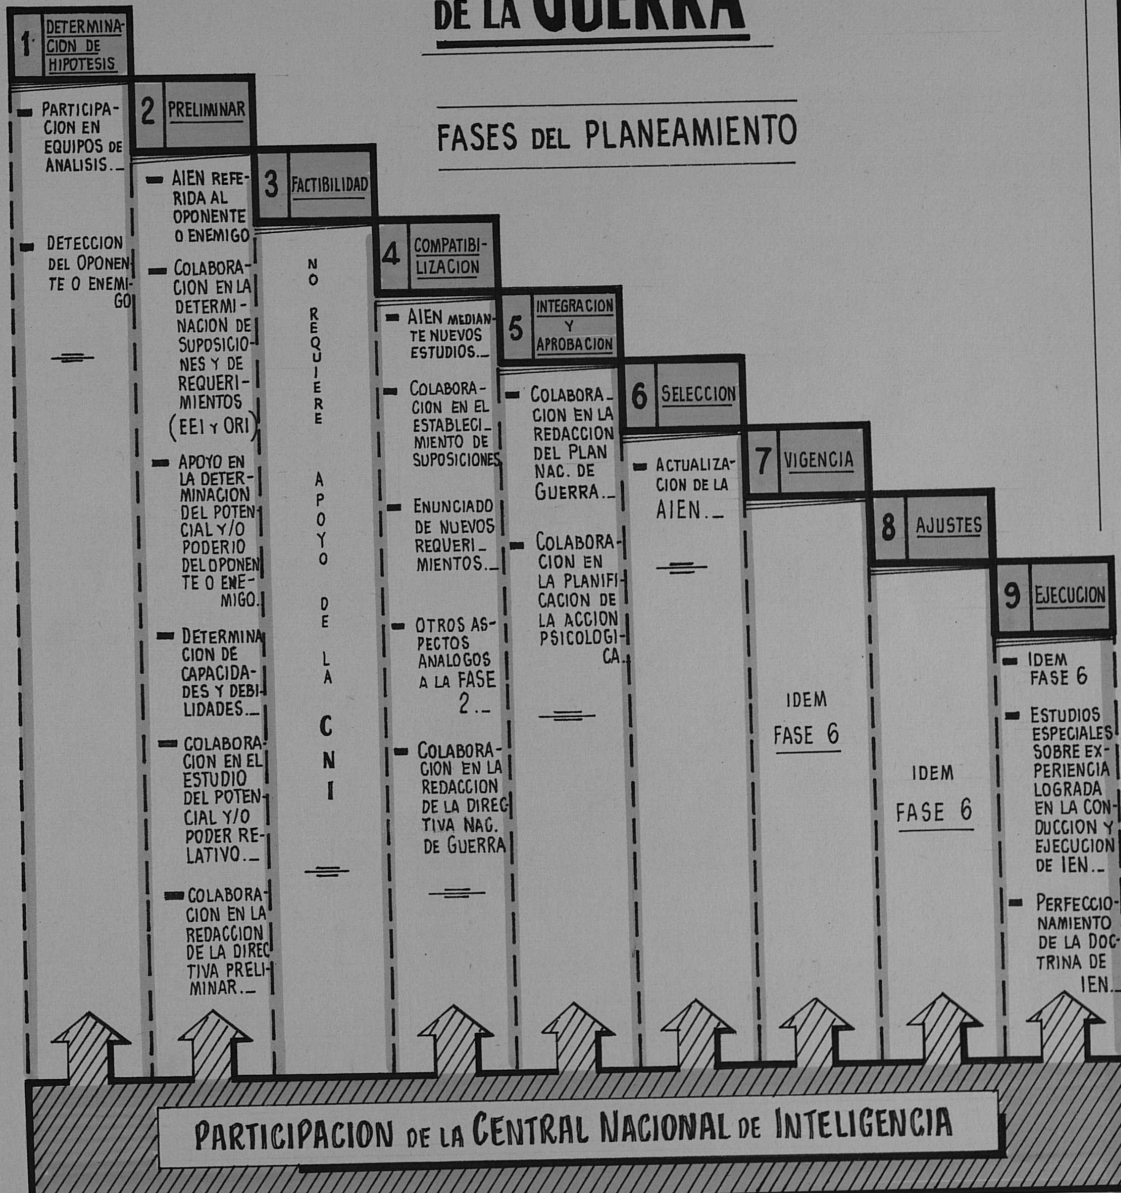 DE LA GUERRA
FASES DEL PLANEAMIENTO
1.
DETERMINA-
CION DE
HIPOTESIS
PARTICIPA-
CION EN
EQUIPOS DE
ANALISIS._
DETECCION
DEL OPONEN-
TE O ENEMI-
GO
2
PRELIMINAR
AIEN REFE-
RIDA AL
OPONENTE
O ENEMIGO
COLABORA-
CION EN LA
DETERMI-
NACION DE
SUPOSICIO-
NES Y DE
REQUERI-
MIENTOS
(EEI Y ORI)
APOYO EN
LA DETER-
MINACION
DEL POTEN-
CIAL Y/O
PODERIO
DEL OPONEN
TE O ENE-
MIGO.
DETERMINA
CION DE
CAPACIDA-
DES Y DEBI-
LIDADES._
COLABORA-
CION EN EL
ESTUDIO
DEL POTEN-
CIAL Y/O
PODER RE-
LATIVO._
COLABORA-
CION EN LA
REDACCION
DE LA DIREC
TIVA PRELI-
MINAR._
3
FACTIBILIDAD
NO REQUIERE APOYO DE LA CNI
4
COMPATIBI-
LIZACION
AIEN MEDIAN-
TE NUEVOS
ESTUDIOS._
COLABORA-
CION EN EL
ESTABLECI_
MIENTO DE
SUPOSICIONES
ENUNCIADO
DE NUEVOS
REQUERI_
MIENTOS._
OTROS AS-
PECTOS
ANALOGOS
A LA FASE
2._
COLABORA-
CION EN LA
REDACCION
DE LA DIREC
TIVA NAC.
DE GUERRA
5
INTEGRACION
Y
APROBACION
COLABORA_
CION EN LA
REDACCION
DEL PLAN
NAC. DE
GUERRA._
COLABORA-
CION EN
LA PLANIFI-
CACION DE
LA ACCION
PSICOLOGI-
CA.
6
SELECCION
ACTUALIZA-
CION DE LA
AIEN._
7
VIGENCIA
IDEM
FASE 6
8
AJUSTES
IDEM
FASE 6
9
EJECUCION
IDEM
FASE 6
ESTUDIOS
ESPECIALES
SOBRE EX-
PERIENCIA
LOGRADA
EN LA CON-
DUCCION Y
EJECUCION
DE IEN._
PERFECCIO-
NAMIENTO
DE LA DOC-
TRINA DE
IEN._
PARTICIPACION DE LA CENTRAL NACIONAL DE INTELIGENCIA